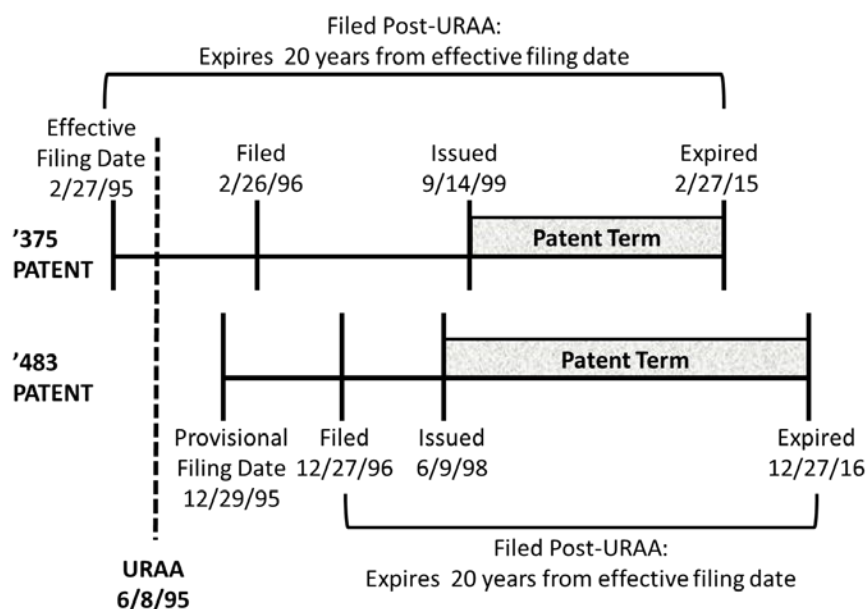 Filed Post-URAA:
Expires 20 years from effective filing date
Effective
Filing Date
2/27/95
Filed
2/26/96
Issued
9/14/99
Expired
2/27/15
’375
PATENT
Patent Term
’483
PATENT
Patent Term
Provisional
Filing Date
12/29/95
Filed
12/27/96
Issued
6/9/98
Expired
12/27/16
Filed Post-URAA:
Expires 20 years from effective filing date
URAA
6/8/95